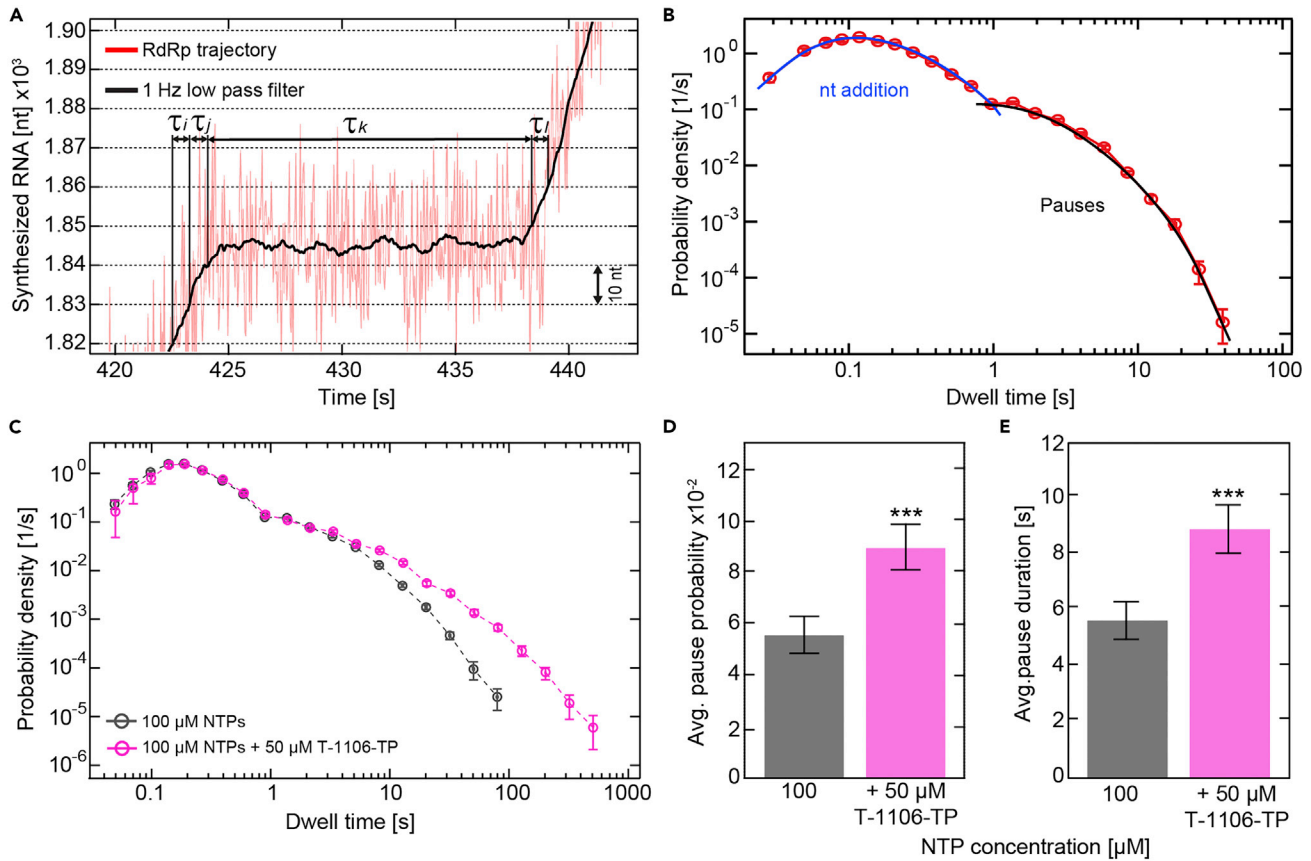 A
Synthesized RNA [nt] x10³
1.90
1.89
1.88
1.87
1.86
1.85
1.84
1.83
1.82
RdRp trajectory
1 Hz low pass filter
τi τj τk τl
10 nt
420 425 430 435 440
Time [s]
B
Probability density [1/s]
10⁰
10⁻¹
10⁻²
10⁻³
10⁻⁴
10⁻⁵
nt addition
Pauses
0.1 1 10 100
Dwell time [s]
C
Probability density [1/s]
10⁰
10⁻¹
10⁻²
10⁻³
10⁻⁴
10⁻⁵
10⁻⁶
100 µM NTPs
100 µM NTPs + 50 µM T-1106-TP
0.1 1 10 100 1000
Dwell time [s]
D
Avg. pause probability x10⁻²
12
10
8
6
4
2
0
***
100 + 50 µM
T-1106-TP
E
Avg.pause duration [s]
12
10
8
6
4
2
0
***
100 + 50 µM
T-1106-TP
NTP concentration [µM]